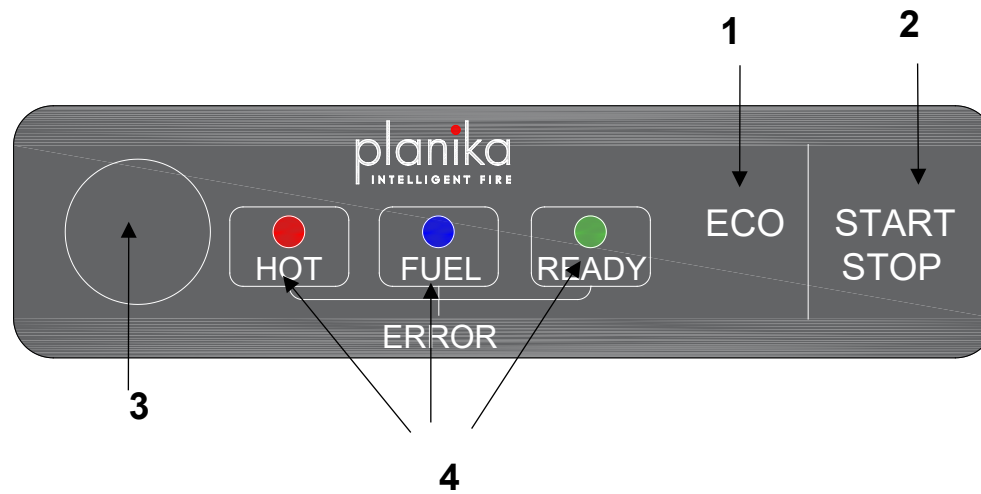 1
2
planika
INTELLIGENT FIRE
ECO
START
STOP
HOT
FUEL
READY
ERROR
3
4